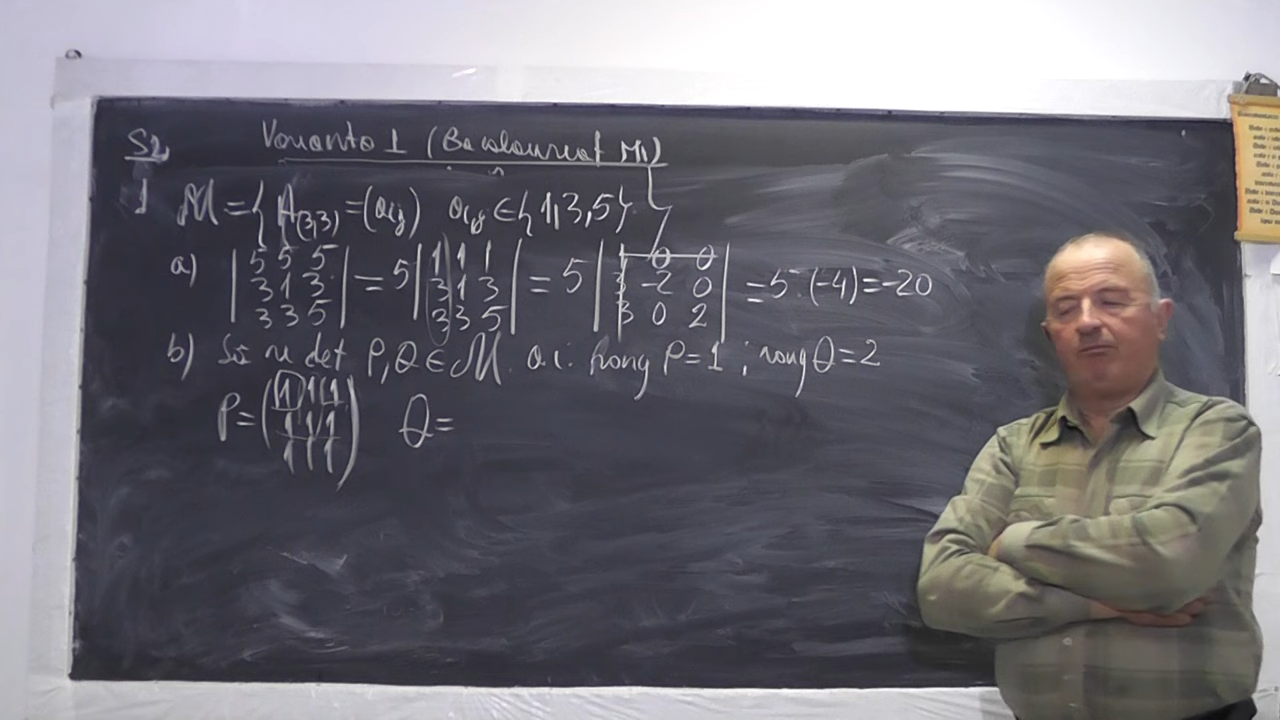 S2 Varianta 1 (Bacalaureat M1)
1 M = { A(3,3) = (aij) ai,j ∈ {1,3,5} }
a) | 5 5 5 | = 5 | 1 1 1 | = 5 | 1 0 0 | = 5·(-4) = -20
| 3 1 3 | | 3 1 3 | | 3 -2 0 |
| 3 3 5 | | 3 3 5 | | 3 0 2 |
b) Să se det P, Q ∈ M a.i. rang P = 1 ; rang Q = 2
P = ( 1 1 1 ) Q =
( 1 1 1 )
( 1 1 1 )